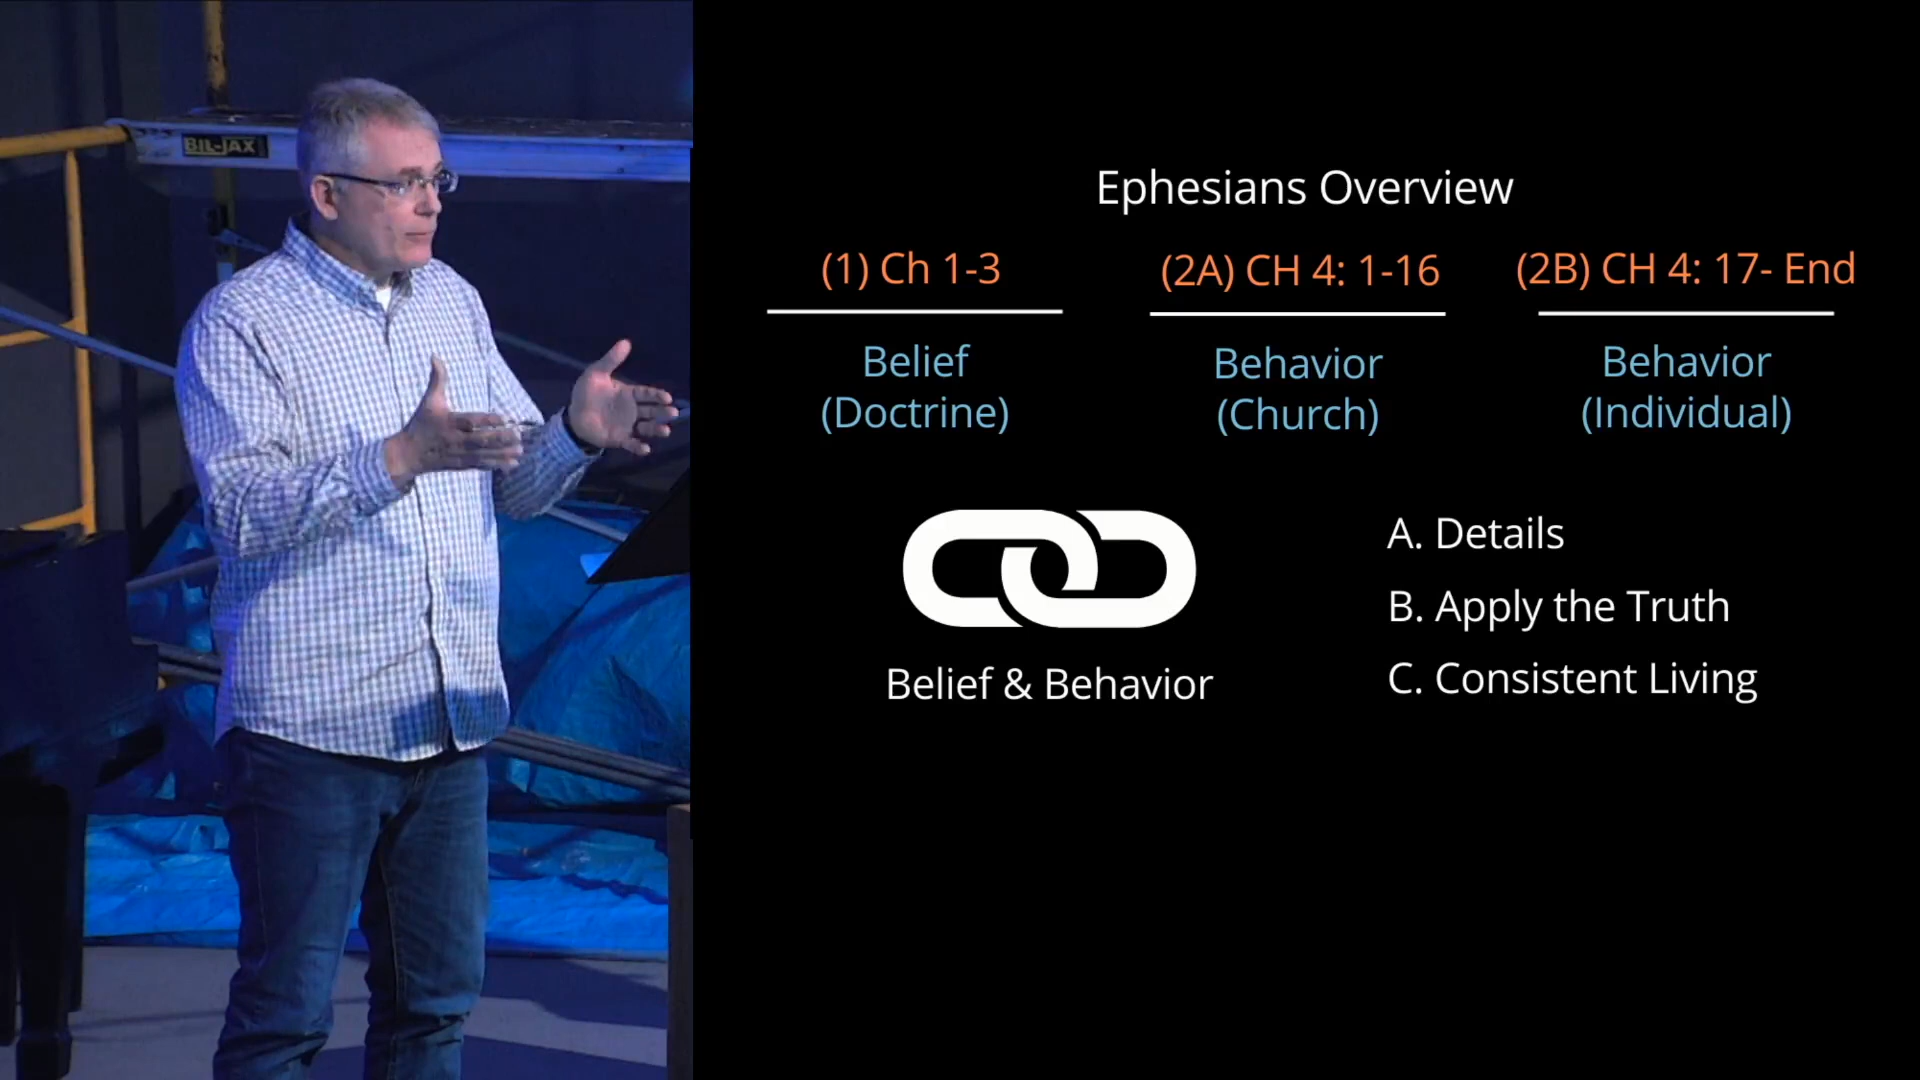 BIL-JAX
Ephesians Overview
(1) Ch 1-3
(2A) CH 4: 1-16
(2B) CH 4: 17- End
Belief
(Doctrine)
Behavior
(Church)
Behavior
(Individual)
Belief & Behavior
A. Details
B. Apply the Truth
C. Consistent Living